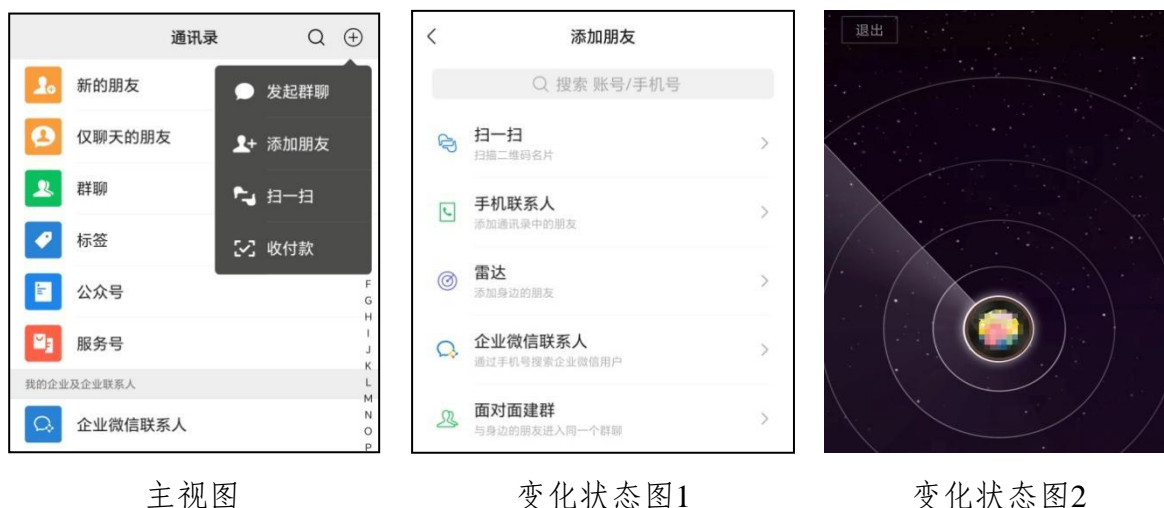 通讯录
新的朋友
仅聊天的朋友
群聊
标签
公众号
服务号
我的企业及企业联系人
企业微信联系人
发起群聊
添加朋友
扫一扫
收付款
F
G
H
I
J
K
L
M
N
O
P
添加朋友
搜索 账号/手机号
扫一扫
扫描二维码名片
手机联系人
添加通讯录中的朋友
雷达
添加身边的朋友
企业微信联系人
通过手机号搜索企业微信用户
面对面建群
与身边的朋友进入同一个群聊
退出
主视图
变化状态图1
变化状态图2